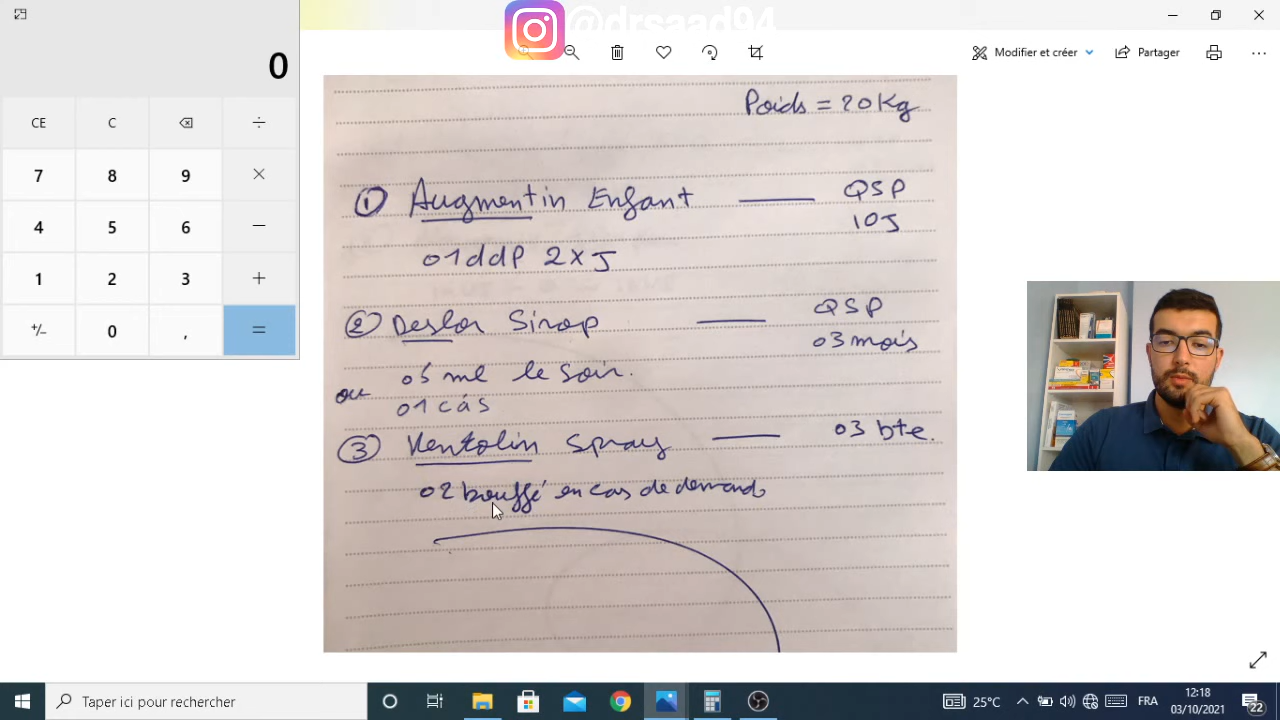 @drsaad94
0
CE
÷
7 8 9 ×
4 5 6 −
1 2 3 +
+/- 0 , =
Modifier et créer
Partager
Poids = 20 Kg
① Augmentin Enfant — QSP
10J
01 ddP 2 x J
② Deslor Sirop — QSP
03 mois
05 ml le soir.
ou
01 càs
③ Ventolin Spray — 03 bte.
02 bouffé en cas de demande
Taper ici pour rechercher
25°C
FRA
12:18
03/10/2021
22